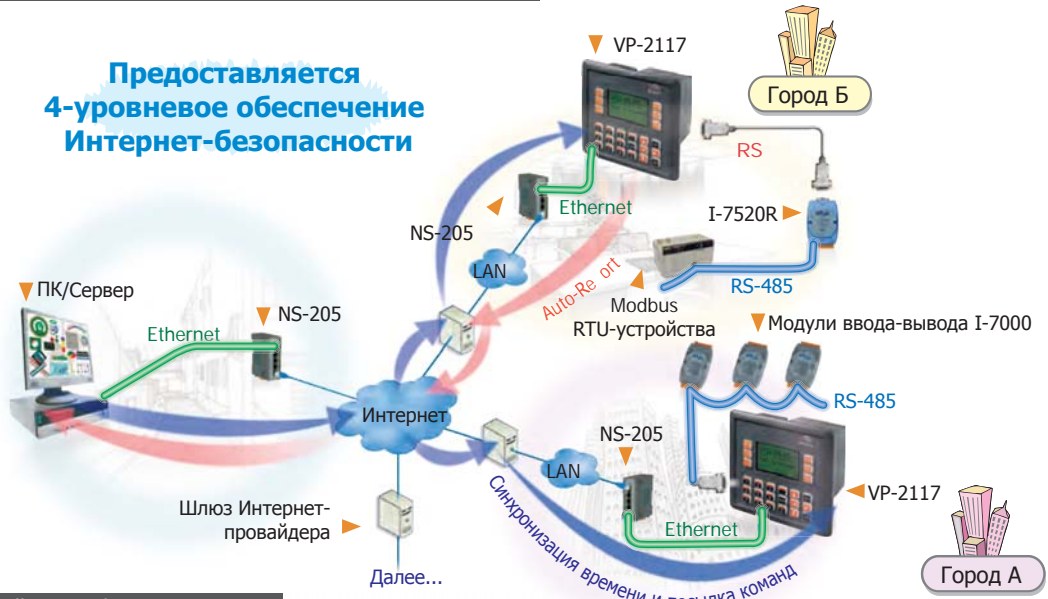 Предоставляется
4-уровневое обеспечение
Интернет-безопасности
VP-2117
Город Б
RS
Ethernet
I-7520R
NS-205
LAN
Auto-Re ort
RS-485
Modbus
RTU-устройства
ПК/Сервер
NS-205
Ethernet
Модули ввода-вывода I-7000
RS-485
Интернет
NS-205
LAN
VP-2117
Шлюз Интернет-
провайдера
Ethernet
Синхронизация времени и посылка команд
Далее...
Город А